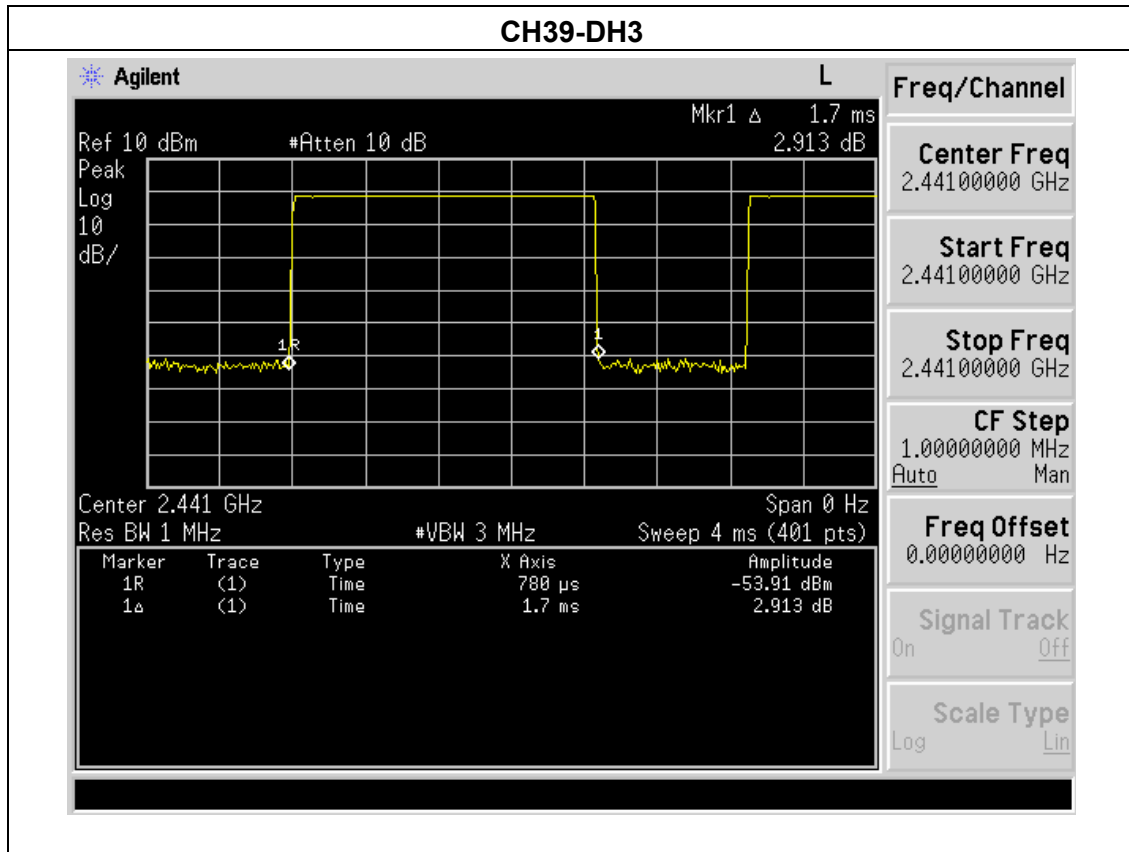 CH39-DH3
Agilent
L
Mkr1 Δ 1.7 ms
Ref 10 dBm #Atten 10 dB 2.913 dB
Peak
Log
10
dB/
1R
1
Center 2.441 GHz Span 0 Hz
Res BW 1 MHz #VBW 3 MHz Sweep 4 ms (401 pts)
Marker Trace Type X Axis Amplitude
1R (1) Time 780 µs -53.91 dBm
1Δ (1) Time 1.7 ms 2.913 dB
Freq/Channel
Center Freq
2.44100000 GHz
Start Freq
2.44100000 GHz
Stop Freq
2.44100000 GHz
CF Step
1.00000000 MHz
Auto Man
Freq Offset
0.00000000 Hz
Signal Track
On Off
Scale Type
Log Lin